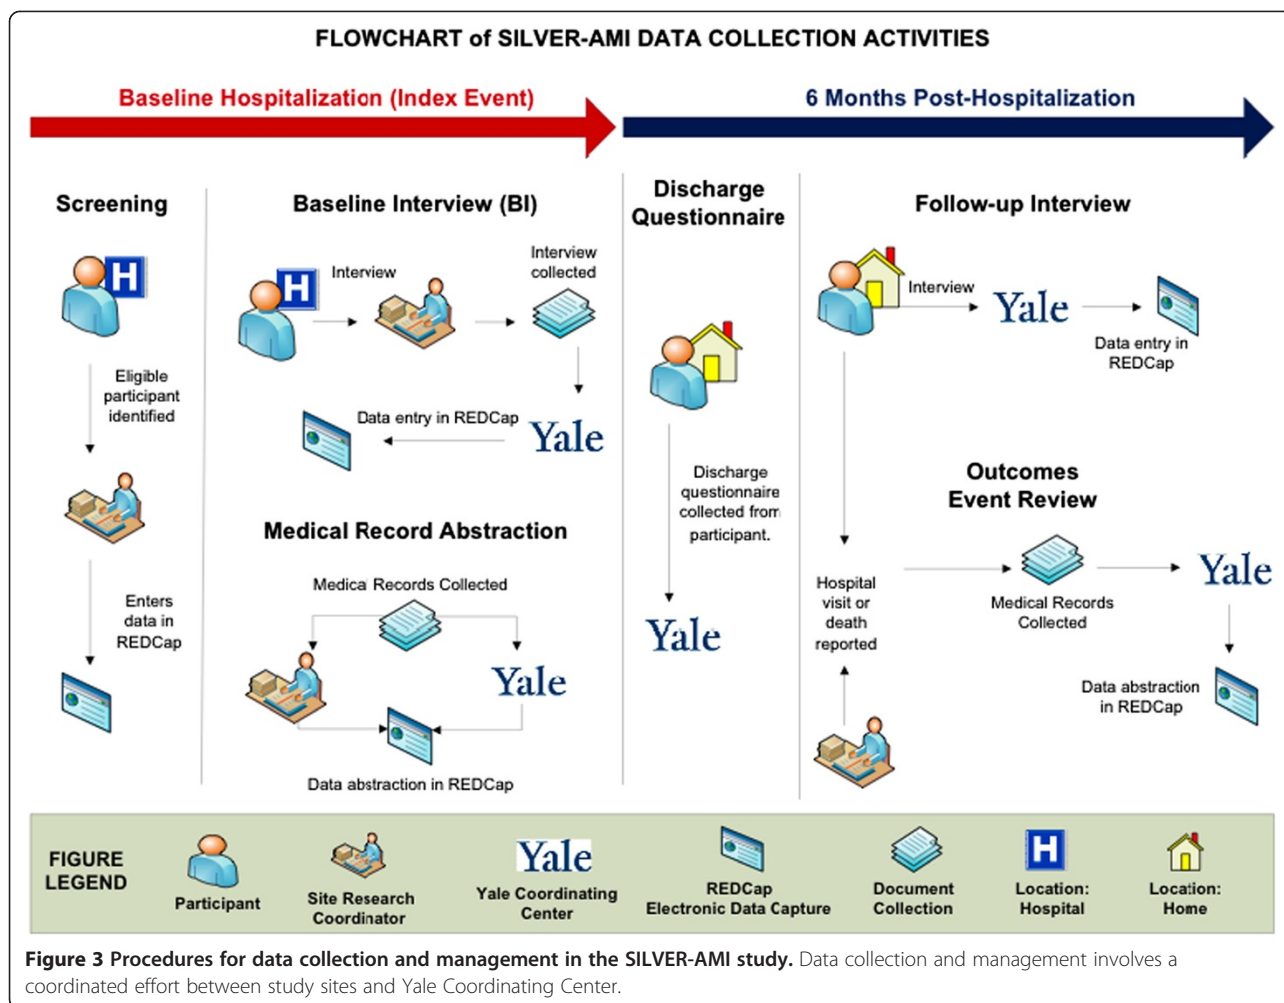 FLOWCHART of SILVER-AMI DATA COLLECTION ACTIVITIES
Baseline Hospitalization (Index Event)
6 Months Post-Hospitalization
Screening
H
Eligible
participant
identified
Enters
data in
REDCap
Baseline Interview (BI)
H
Interview
Interview
collected
Data entry in REDCap
Yale
Medical Record Abstraction
Medical Records Collected
Yale
Data abstraction in REDCap
Discharge
Questionnaire
Discharge
questionnaire
collected from
participant.
Yale
Follow-up Interview
Interview
Yale
Data entry in
REDCap
Outcomes
Event Review
Hospital
visit or
death
reported
Medical Records
Collected
Yale
Data abstraction
in REDCap
FIGURE
LEGEND
Participant
Site Research
Coordinator
Yale
Yale Coordinating
Center
REDCap
Electronic Data Capture
Document
Collection
H
Location:
Hospital
Location:
Home
Figure 3 Procedures for data collection and management in the SILVER-AMI study. Data collection and management involves a
coordinated effort between study sites and Yale Coordinating Center.